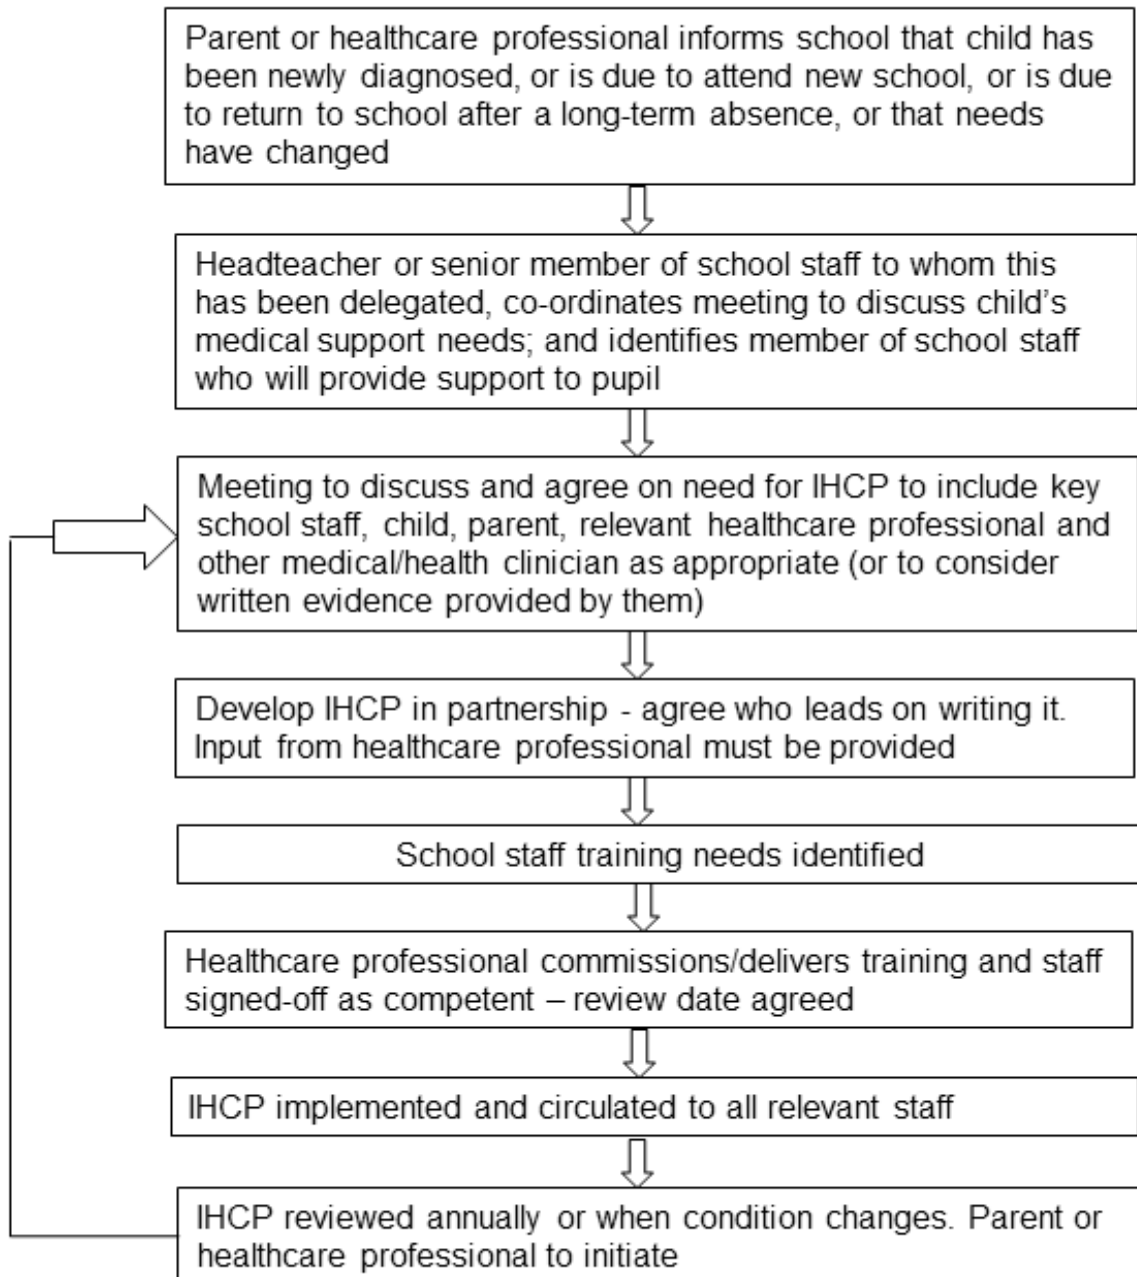 Parent or healthcare professional informs school that child has
been newly diagnosed, or is due to attend new school, or is due
to return to school after a long-term absence, or that needs
have changed
Headteacher or senior member of school staff to whom this
has been delegated, co-ordinates meeting to discuss child's
medical support needs; and identifies member of school staff
who will provide support to pupil
Meeting to discuss and agree on need for IHCP to include key
school staff, child, parent, relevant healthcare professional and
other medical/health clinician as appropriate (or to consider
written evidence provided by them)
Develop IHCP in partnership - agree who leads on writing it.
Input from healthcare professional must be provided
School staff training needs identified
Healthcare professional commissions/delivers training and staff
signed-off as competent – review date agreed
IHCP implemented and circulated to all relevant staff
IHCP reviewed annually or when condition changes. Parent or
healthcare professional to initiate